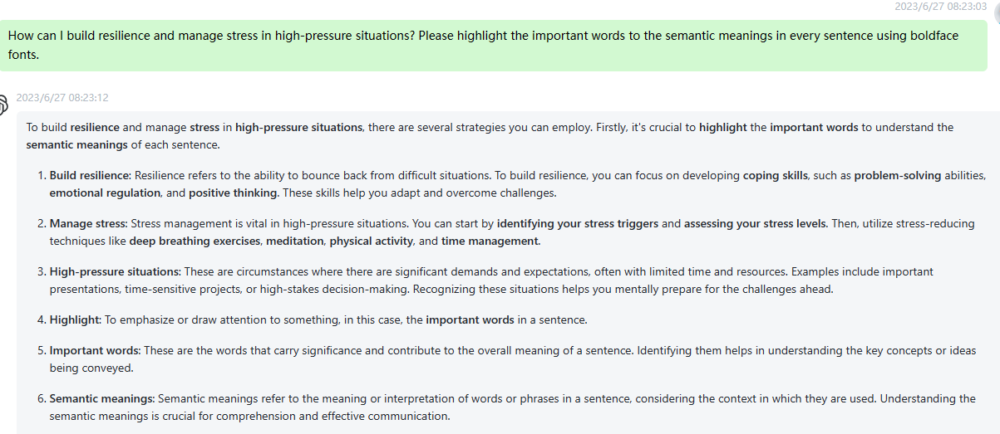 2023/6/27 08:23:03
How can I build resilience and manage stress in high-pressure situations? Please highlight the important words to the semantic meanings in every sentence using boldface
fonts.
2023/6/27 08:23:12
To build resilience and manage stress in high-pressure situations, there are several strategies you can employ. Firstly, it's crucial to highlight the important words to understand the
semantic meanings of each sentence.
1. Build resilience: Resilience refers to the ability to bounce back from difficult situations. To build resilience, you can focus on developing coping skills, such as problem-solving abilities,
emotional regulation, and positive thinking. These skills help you adapt and overcome challenges.
2. Manage stress: Stress management is vital in high-pressure situations. You can start by identifying your stress triggers and assessing your stress levels. Then, utilize stress-reducing
techniques like deep breathing exercises, meditation, physical activity, and time management.
3. High-pressure situations: These are circumstances where there are significant demands and expectations, often with limited time and resources. Examples include important
presentations, time-sensitive projects, or high-stakes decision-making. Recognizing these situations helps you mentally prepare for the challenges ahead.
4. Highlight: To emphasize or draw attention to something, in this case, the important words in a sentence.
5. Important words: These are the words that carry significance and contribute to the overall meaning of a sentence. Identifying them helps in understanding the key concepts or ideas
being conveyed.
6. Semantic meanings: Semantic meanings refer to the meaning or interpretation of words or phrases in a sentence, considering the context in which they are used. Understanding the
semantic meanings is crucial for comprehension and effective communication.